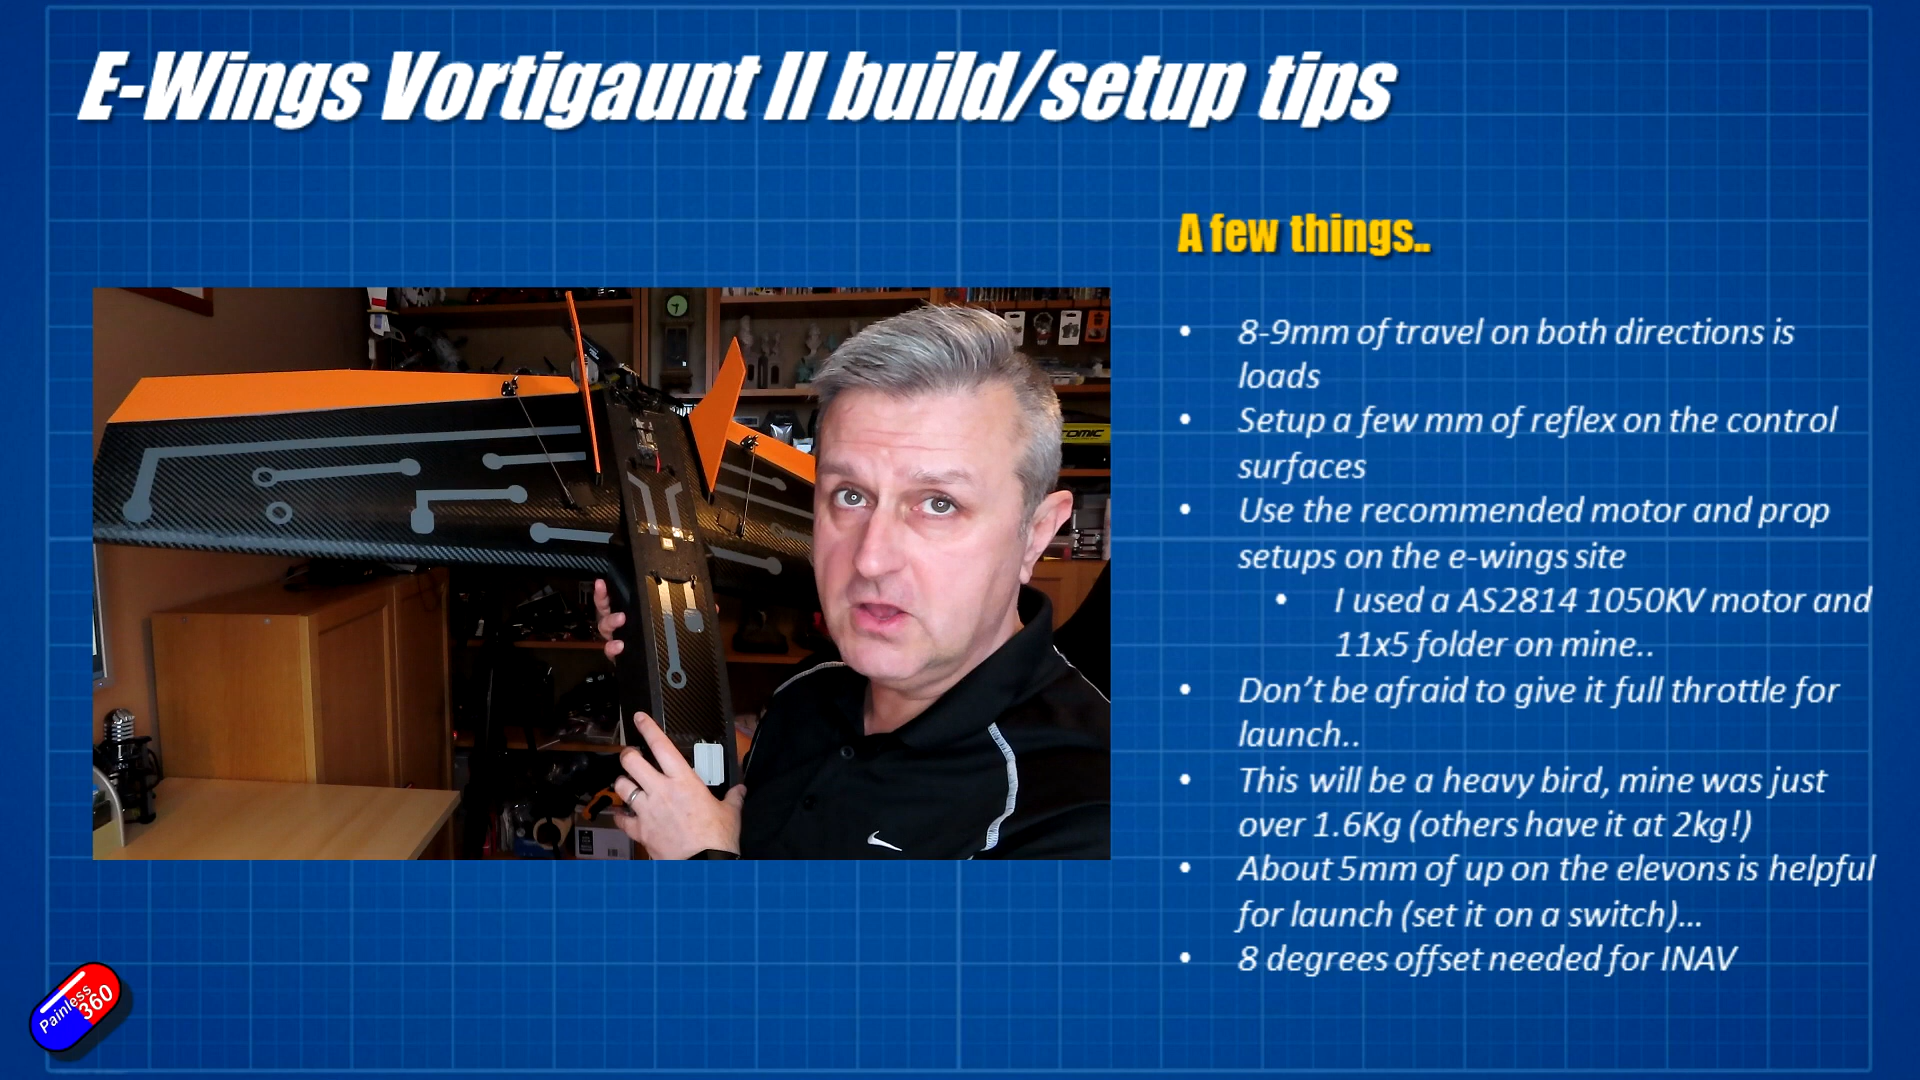 E-Wings Vortigaunt II build/setup tips
A few things..
• 8-9mm of travel on both directions is
loads
• Setup a few mm of reflex on the control
surfaces
• Use the recommended motor and prop
setups on the e-wings site
• I used a AS2814 1050KV motor and
11x5 folder on mine..
• Don't be afraid to give it full throttle for
launch..
• This will be a heavy bird, mine was just
over 1.6Kg (others have it at 2kg!)
• About 5mm of up on the elevons is helpful
for launch (set it on a switch)...
• 8 degrees offset needed for INAV
Painless
360